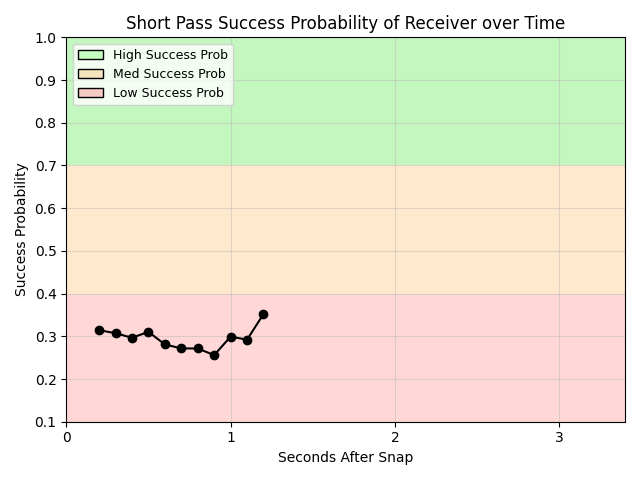 Short Pass Success Probability of Receiver over Time
1.0
0.9
0.8
0.7
0.6
0.5
0.4
0.3
0.2
0.1
High Success Prob
Med Success Prob
Low Success Prob
Success Probability
0 1 2 3
Seconds After Snap